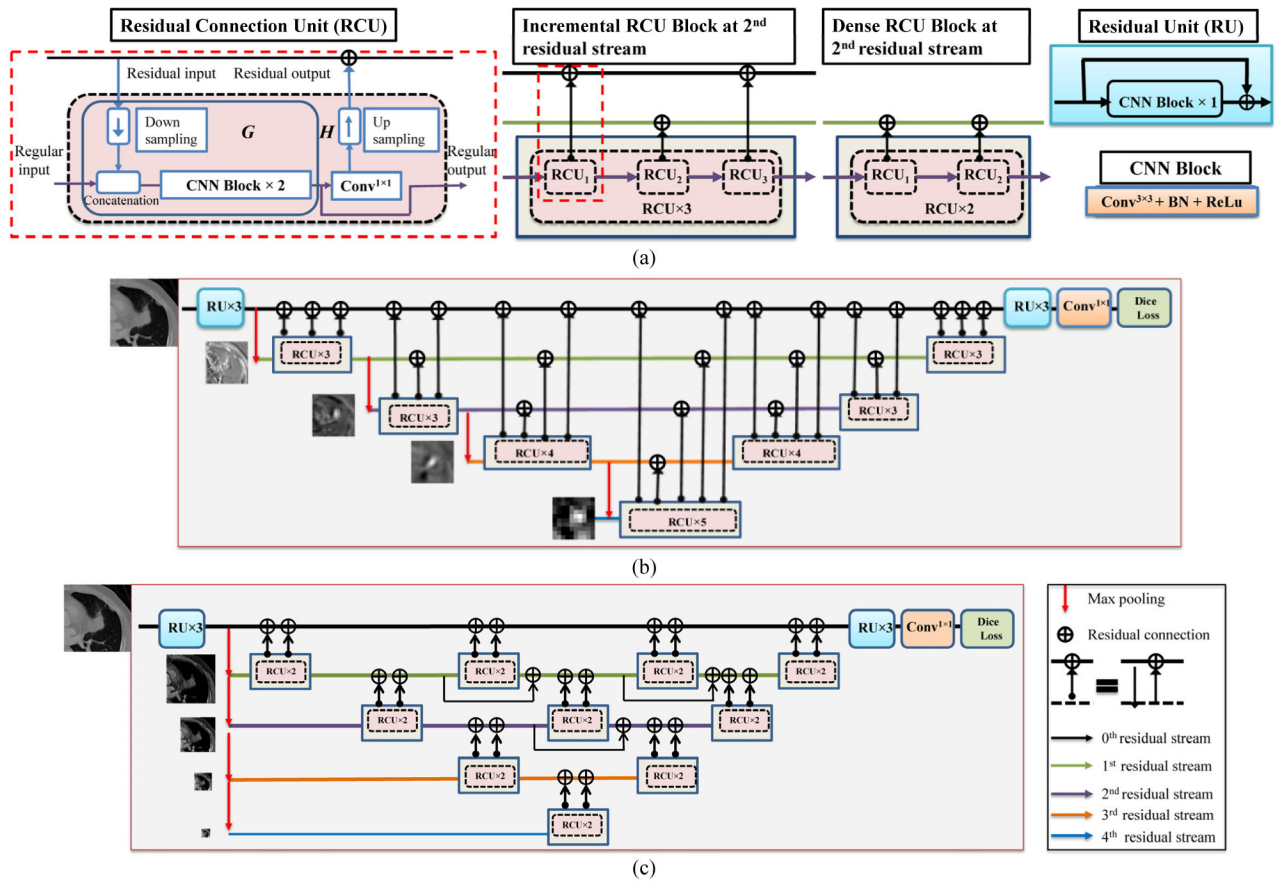 Residual Connection Unit (RCU)
Incremental RCU Block at 2nd
residual stream
Dense RCU Block at
2nd residual stream
Residual Unit (RU)
Residual input
Residual output
Down
sampling
G
H
Up
sampling
Regular
input
Regular
output
Concatenation
CNN Block × 2
Conv1×1
RCU1
RCU2
RCU3
RCU×3
RCU1
RCU2
RCU×2
CNN Block × 1
CNN Block
Conv3×3 + BN + ReLu
(a)
RU×3
RU×3
Conv1×1
Dice
Loss
RCU×3
RCU×3
RCU×3
RCU×3
RCU×4
RCU×4
RCU×5
(b)
RU×3
RU×3
Conv1×1
Dice
Loss
RCU×2
RCU×2
RCU×2
RCU×2
RCU×2
RCU×2
RCU×2
RCU×2
RCU×2
RCU×2
Max pooling
Residual connection
=
0th residual stream
1st residual stream
2nd residual stream
3rd residual stream
4th residual stream
(c)